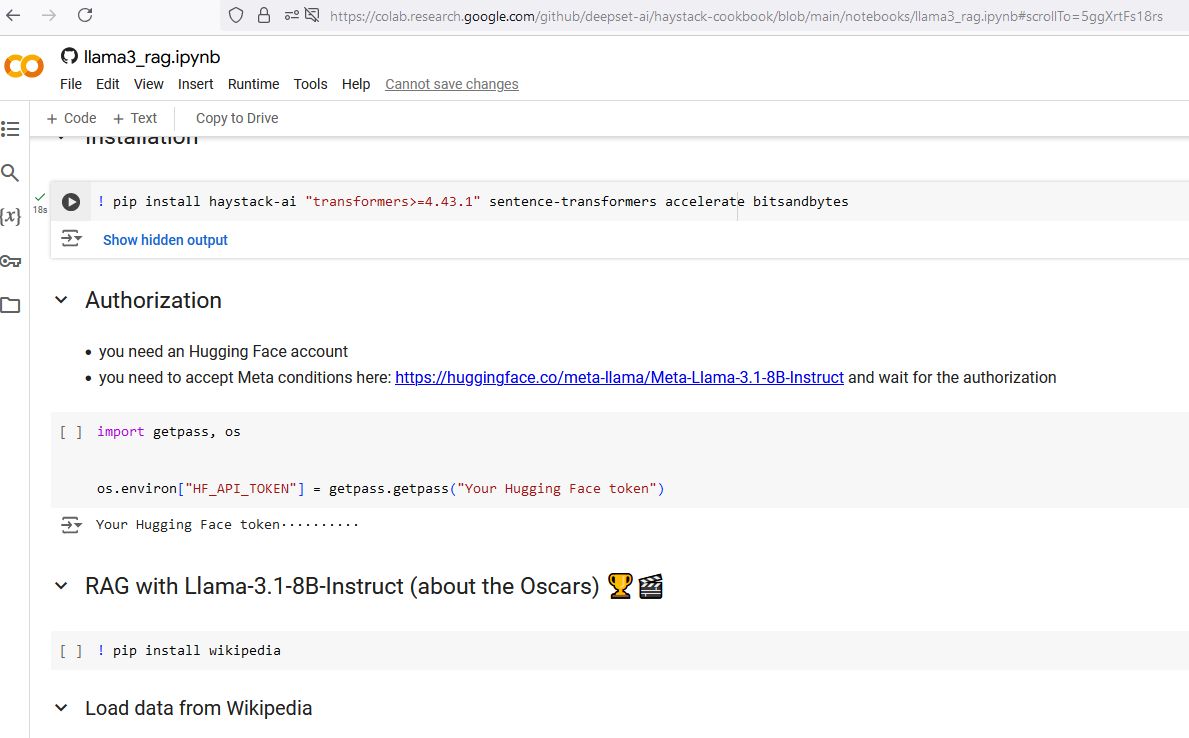 https://colab.research.google.com/github/deepset-ai/haystack-cookbook/blob/main/notebooks/llama3_rag.ipynb#scrollTo=5ggXrtFs18rs
llama3_rag.ipynb
File Edit View Insert Runtime Tools Help Cannot save changes
+ Code + Text Copy to Drive
Installation
18s
! pip install haystack-ai "transformers>=4.43.1" sentence-transformers accelerate bitsandbytes
{x}
Show hidden output
Authorization
• you need an Hugging Face account
• you need to accept Meta conditions here: https://huggingface.co/meta-llama/Meta-Llama-3.1-8B-Instruct and wait for the authorization
[ ] import getpass, os
os.environ["HF_API_TOKEN"] = getpass.getpass("Your Hugging Face token")
Your Hugging Face token··········
RAG with Llama-3.1-8B-Instruct (about the Oscars) 🏆🎬
[ ] ! pip install wikipedia
Load data from Wikipedia